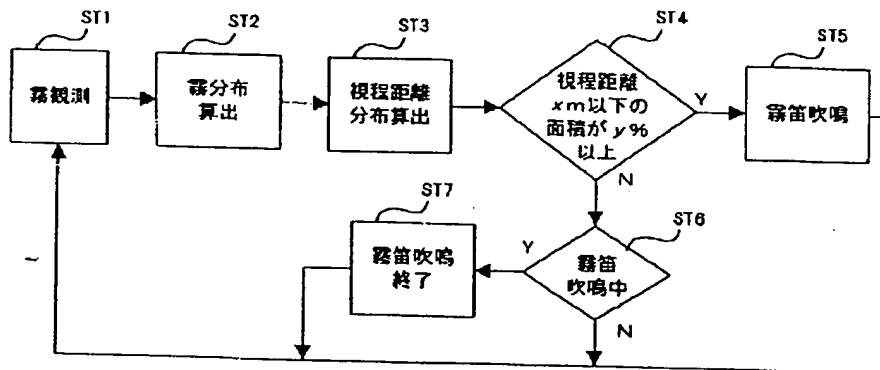 ST1
霧観測
ST2
霧分布
算出
ST3
視程距離
分布算出
ST4
視程距離
xm以下の
面積がy%
以上
Y
N
ST5
霧笛吹鳴
ST6
霧笛
吹鳴中
Y
N
ST7
霧笛吹鳴
終了